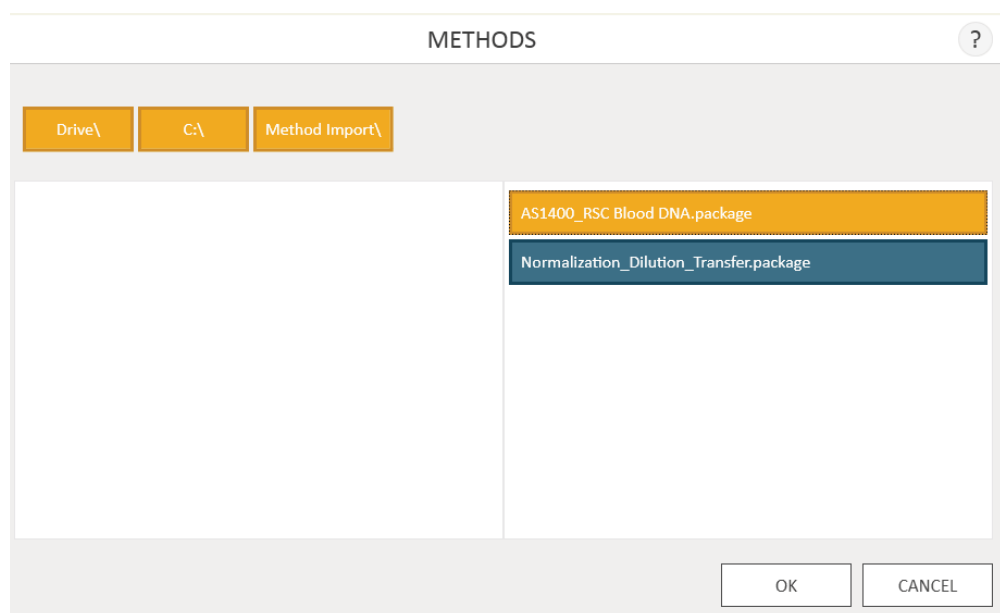 METHODS
?
Drive\ C:\ Method Import\
AS1400_RSC Blood DNA.package
Normalization_Dilution_Transfer.package
OK CANCEL